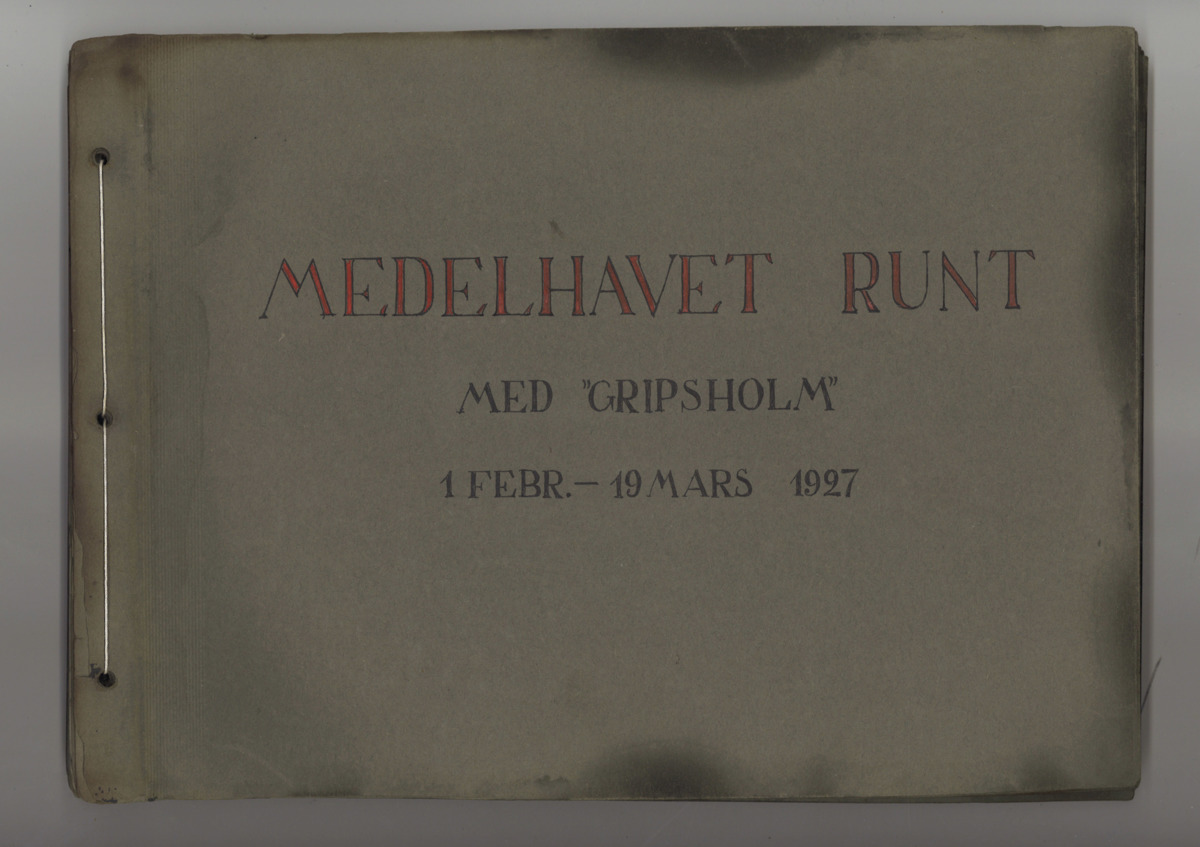 MEDELHAVET RUNT
MED "GRIPSHOLM"
1 FEBR.— 19 MARS 1927